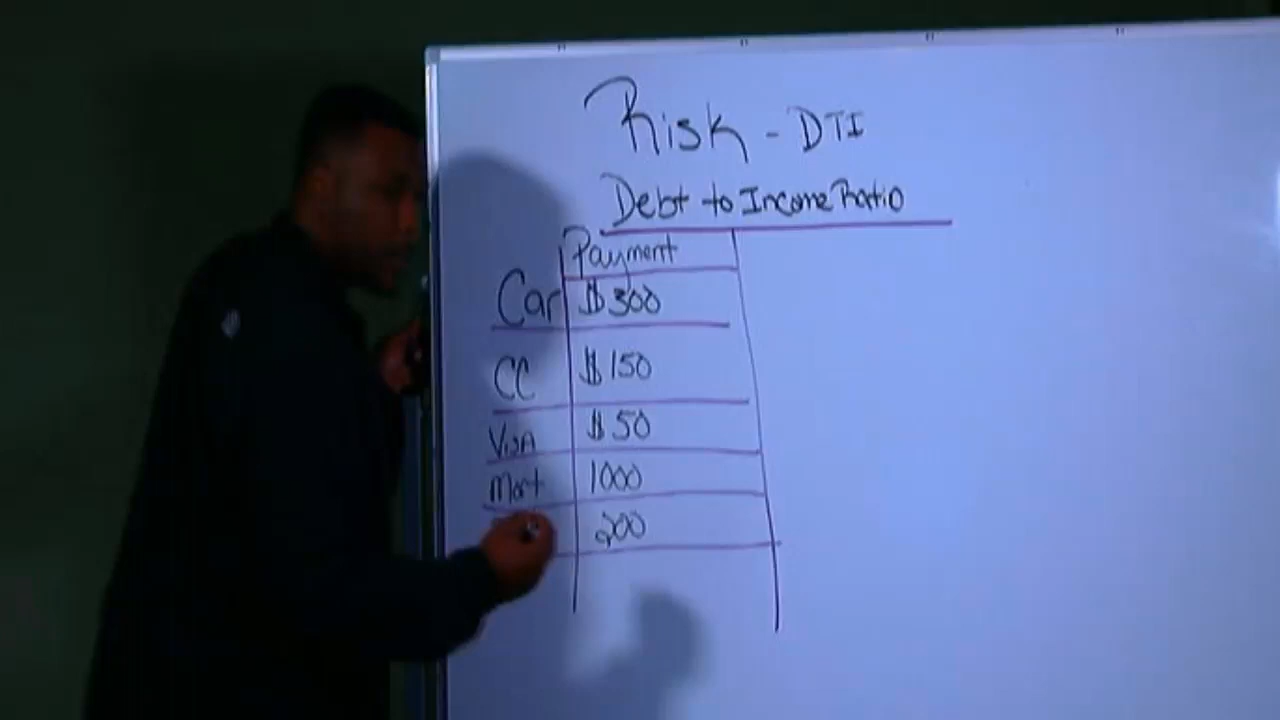 Risk - DTI
Debt to Income Ratio
Payment
Car $300
CC $150
VISA $50
Mort 1000
200